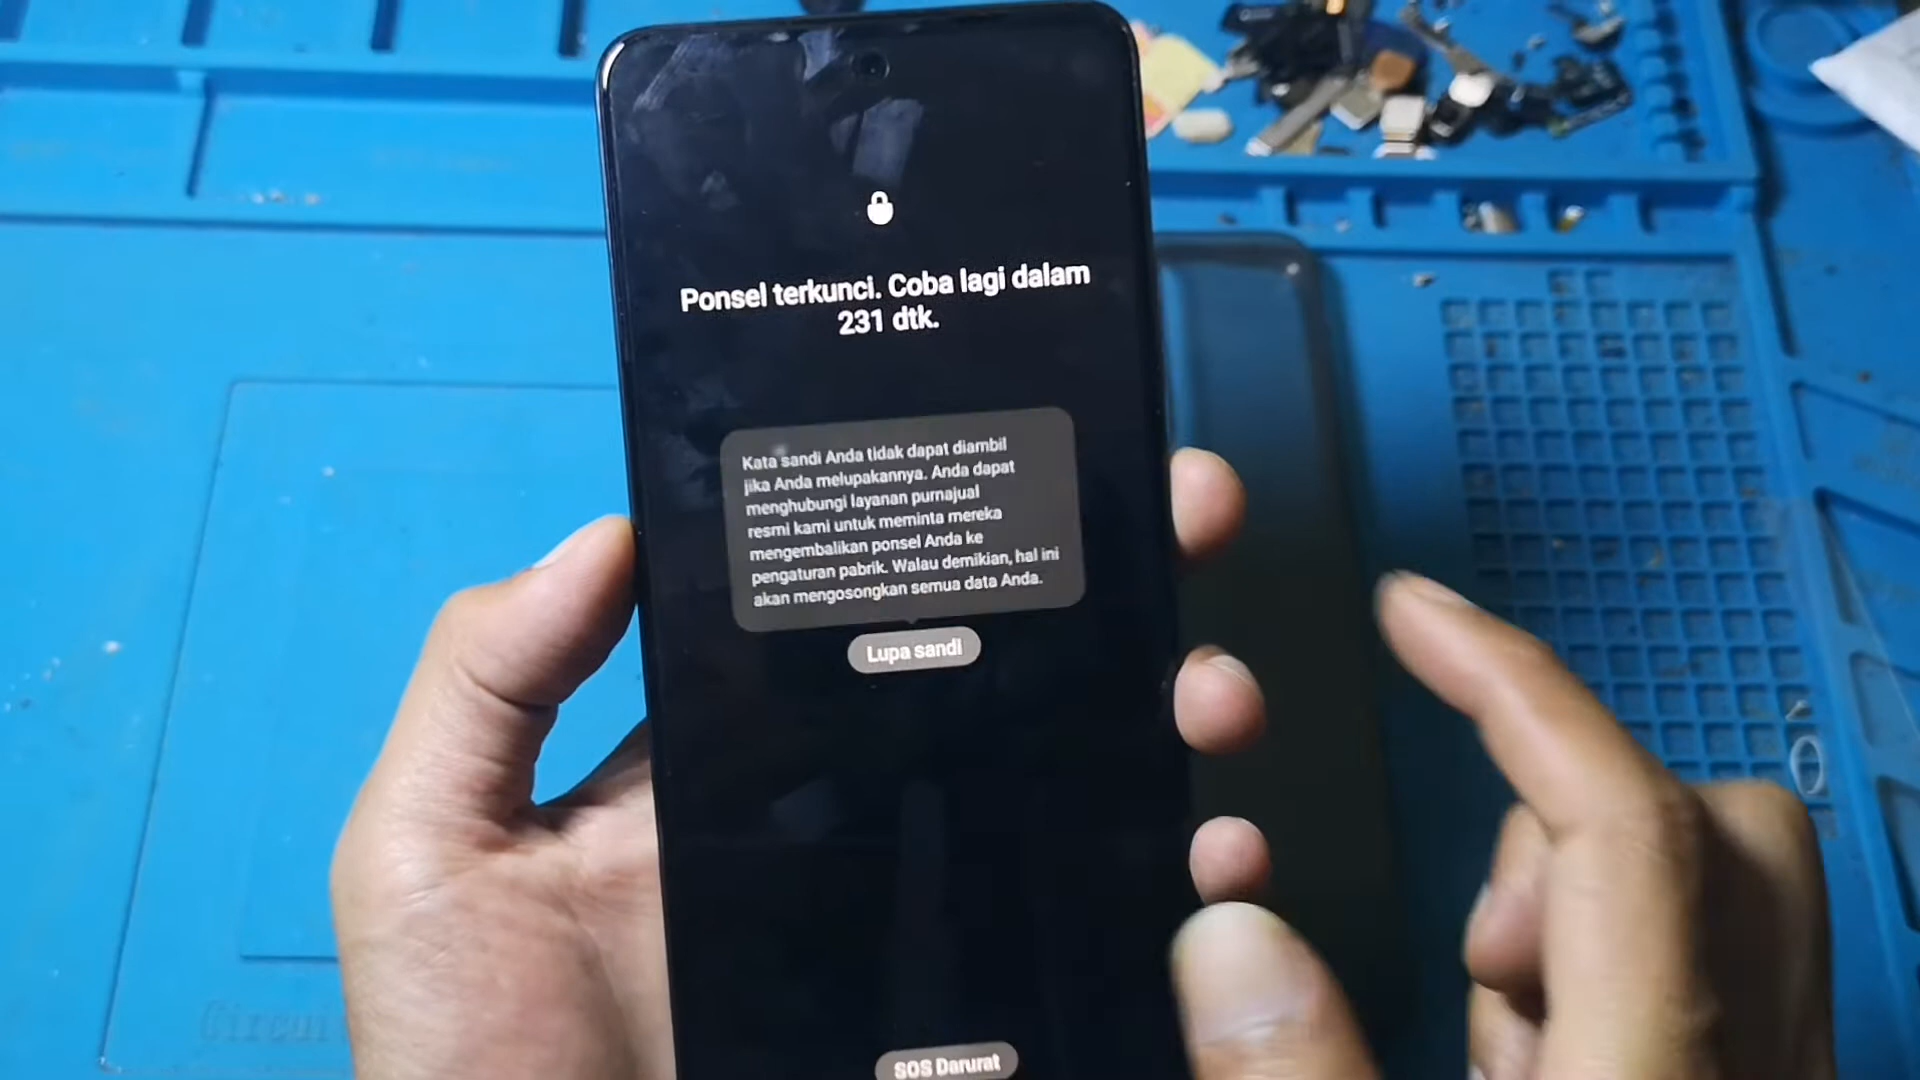 Ponsel terkunci. Coba lagi dalam
231 dtk.
Kata sandi Anda tidak dapat diambil
jika Anda melupakannya. Anda dapat
menghubungi layanan purnajual
resmi kami untuk meminta mereka
mengembalikan ponsel Anda ke
pengaturan pabrik. Walau demikian, hal ini
akan mengosongkan semua data Anda.
Lupa sandi
SOS Darurat